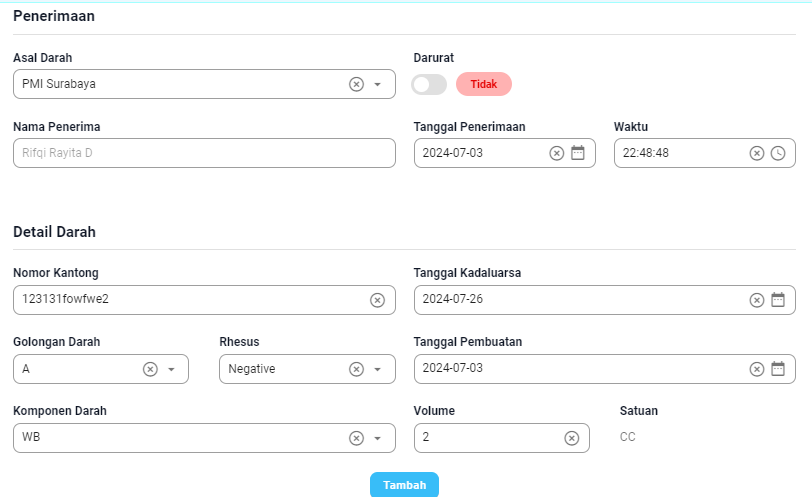 Penerimaan
Asal Darah
Darurat
PMI Surabaya
Tidak
Nama Penerima
Tanggal Penerimaan
Waktu
Rifqi Rayita D
2024-07-03
22:48:48
Detail Darah
Nomor Kantong
Tanggal Kadaluarsa
123131fowfwe2
2024-07-26
Golongan Darah
Rhesus
Tanggal Pembuatan
A
Negative
2024-07-03
Komponen Darah
Volume
Satuan
WB
2
CC
Tambah